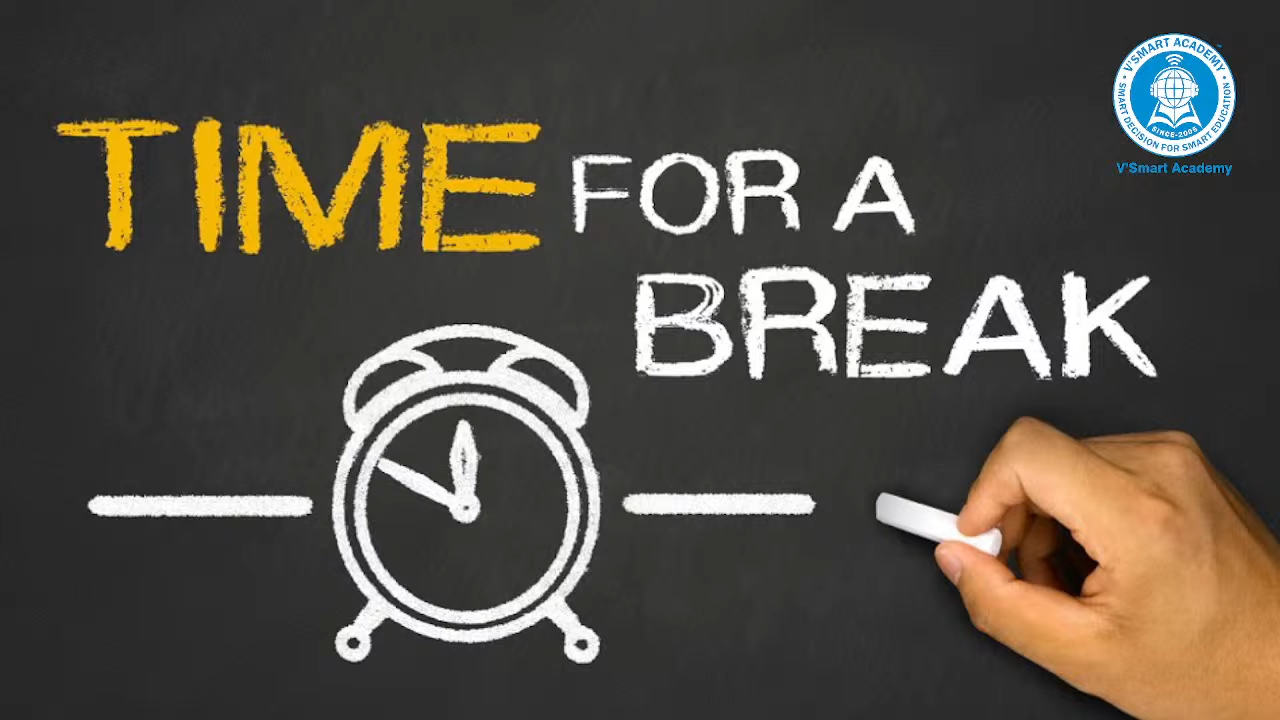 TIME FOR A
BREAK
V'SMART ACADEMY
SINCE-2005
SMART DECISION FOR SMART EDUCATION
V'Smart Academy